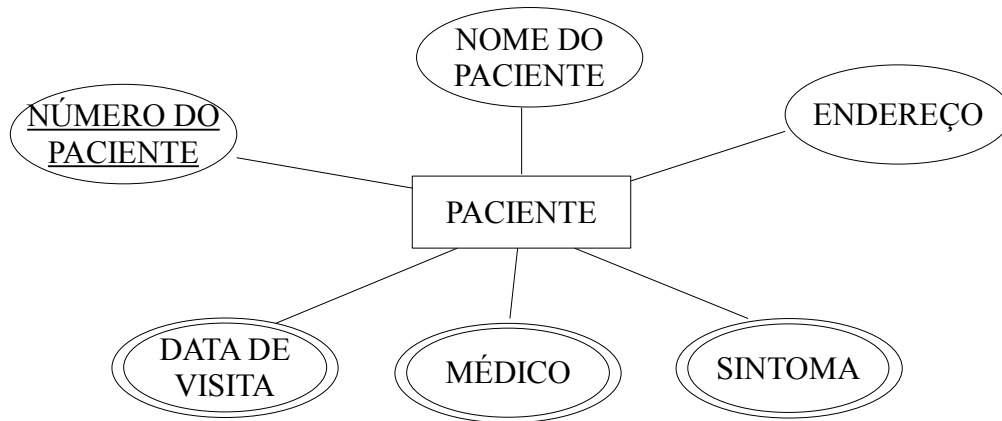 NOME DO
PACIENTE
NÚMERO DO
PACIENTE
ENDEREÇO
PACIENTE
DATA DE
VISITA
MÉDICO
SINTOMA